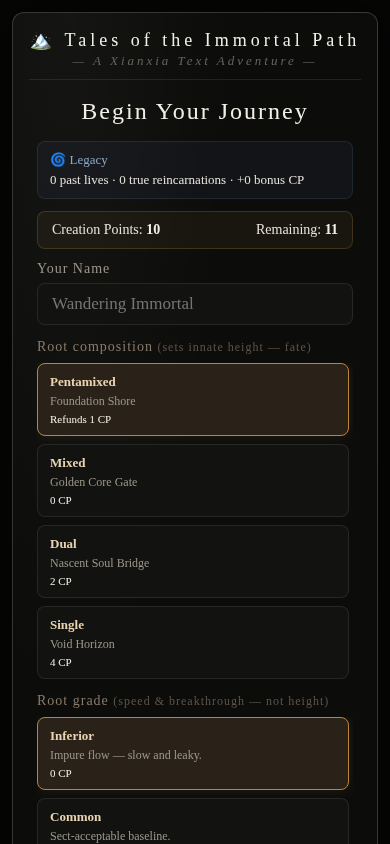 Tales of the Immortal Path
— A Xianxia Text Adventure —
Begin Your Journey
Legacy
0 past lives · 0 true reincarnations · +0 bonus CP
Creation Points: 10 Remaining: 11
Your Name
Wandering Immortal
Root composition (sets innate height — fate)
Pentamixed
Foundation Shore
Refunds 1 CP
Mixed
Golden Core Gate
0 CP
Dual
Nascent Soul Bridge
2 CP
Single
Void Horizon
4 CP
Root grade (speed & breakthrough — not height)
Inferior
Impure flow — slow and leaky.
0 CP
Common
Sect-acceptable baseline.